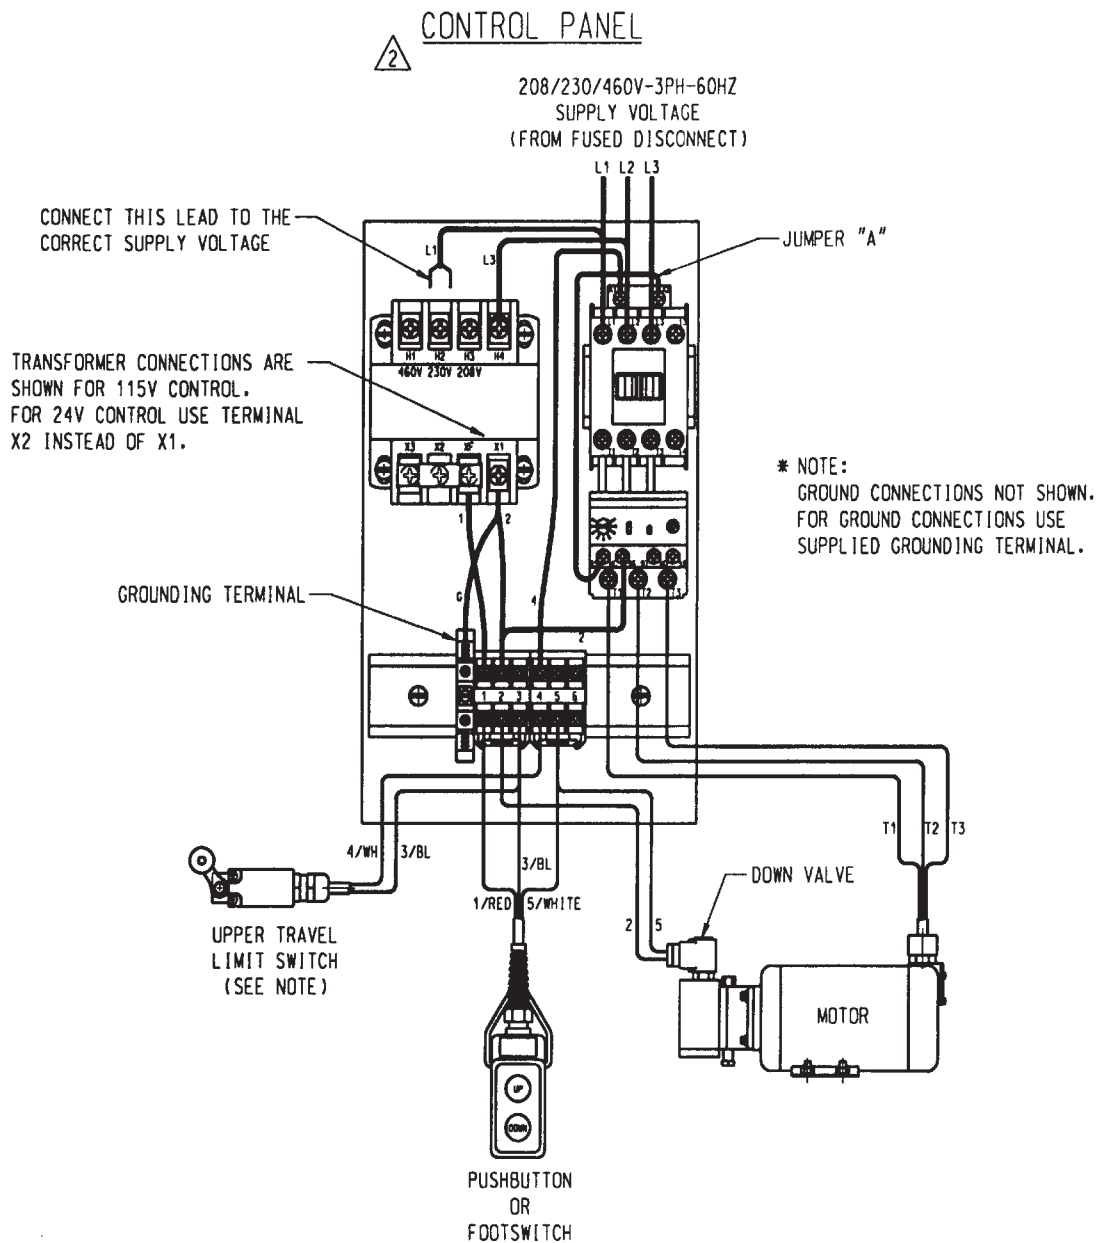 CONTROL PANEL
2
208/230/460V-3PH-60HZ
SUPPLY VOLTAGE
(FROM FUSED DISCONNECT)
L1 L2 L3
CONNECT THIS LEAD TO THE
CORRECT SUPPLY VOLTAGE
JUMPER "A"
L1
L3
H1 H2 H3 H4
460V 230V 208V
TRANSFORMER CONNECTIONS ARE
SHOWN FOR 115V CONTROL.
FOR 24V CONTROL USE TERMINAL
X2 INSTEAD OF X1.
X3 X2 XF X1
* NOTE:
GROUND CONNECTIONS NOT SHOWN.
FOR GROUND CONNECTIONS USE
SUPPLIED GROUNDING TERMINAL.
1 2
GROUNDING TERMINAL
G
4
2
1 2 3 4 5 6
T1 T2 T3
4/WH 3/BL
3/BL
1/RED 5/WHITE
DOWN VALVE
2 5
UPPER TRAVEL
LIMIT SWITCH
(SEE NOTE)
MOTOR
UP
DOWN
PUSHBUTTON
OR
FOOTSWITCH